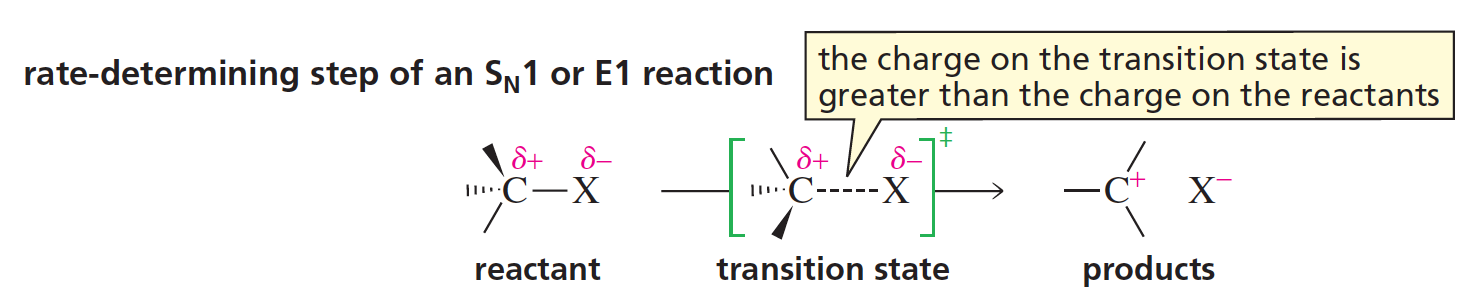 the charge on the transition state is
rate-determining step of an SN1 or E1 reaction
greater than the charge on the reactants
δ+ δ− δ+ δ− ‡
C—X C-----X —C+ X−
reactant transition state products